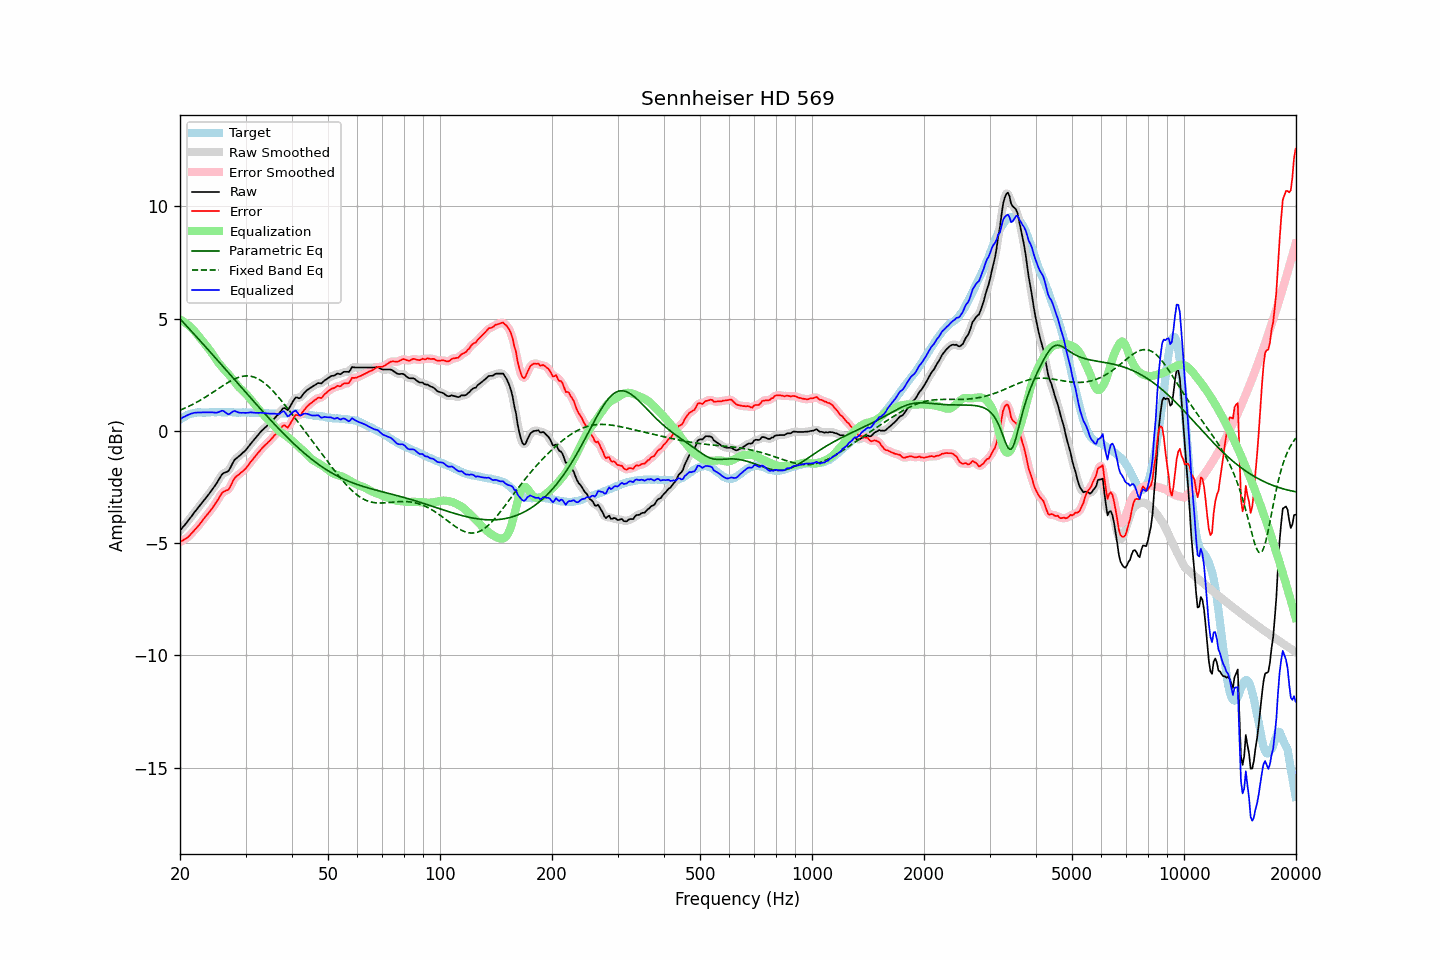 Sennheiser HD 569
Target
Raw Smoothed
Error Smoothed
Raw
Error
Equalization
Parametric Eq
Fixed Band Eq
Equalized
10
5
0
−5
−10
−15
Amplitude (dBr)
20 50 100 200 500 1000 2000 5000 10000 20000
Frequency (Hz)